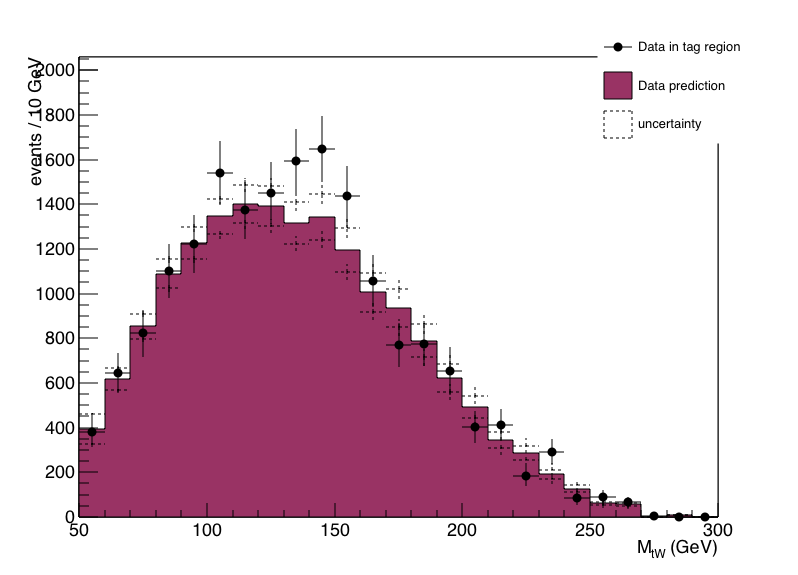 Data in tag region
Data prediction
uncertainty
events / 10 GeV
2000
1800
1600
1400
1200
1000
800
600
400
200
0
50 100 150 200 250 300
M_tW (GeV)